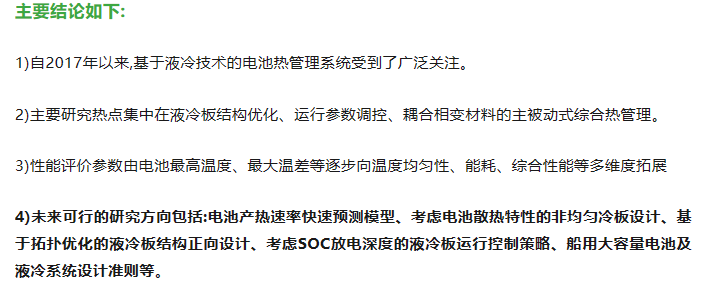 主要结论如下:
1)自2017年以来,基于液冷技术的电池热管理系统受到了广泛关注。
2)主要研究热点集中在液冷板结构优化、运行参数调控、耦合相变材料的主被动式综合热管理。
3)性能评价参数由电池最高温度、最大温差等逐步向温度均匀性、能耗、综合性能等多维度拓展
4)未来可行的研究方向包括:电池产热速率快速预测模型、考虑电池散热特性的非均匀冷板设计、基
于拓扑优化的液冷板结构正向设计、考虑SOC放电深度的液冷板运行控制策略、船用大容量电池及
液冷系统设计准则等。